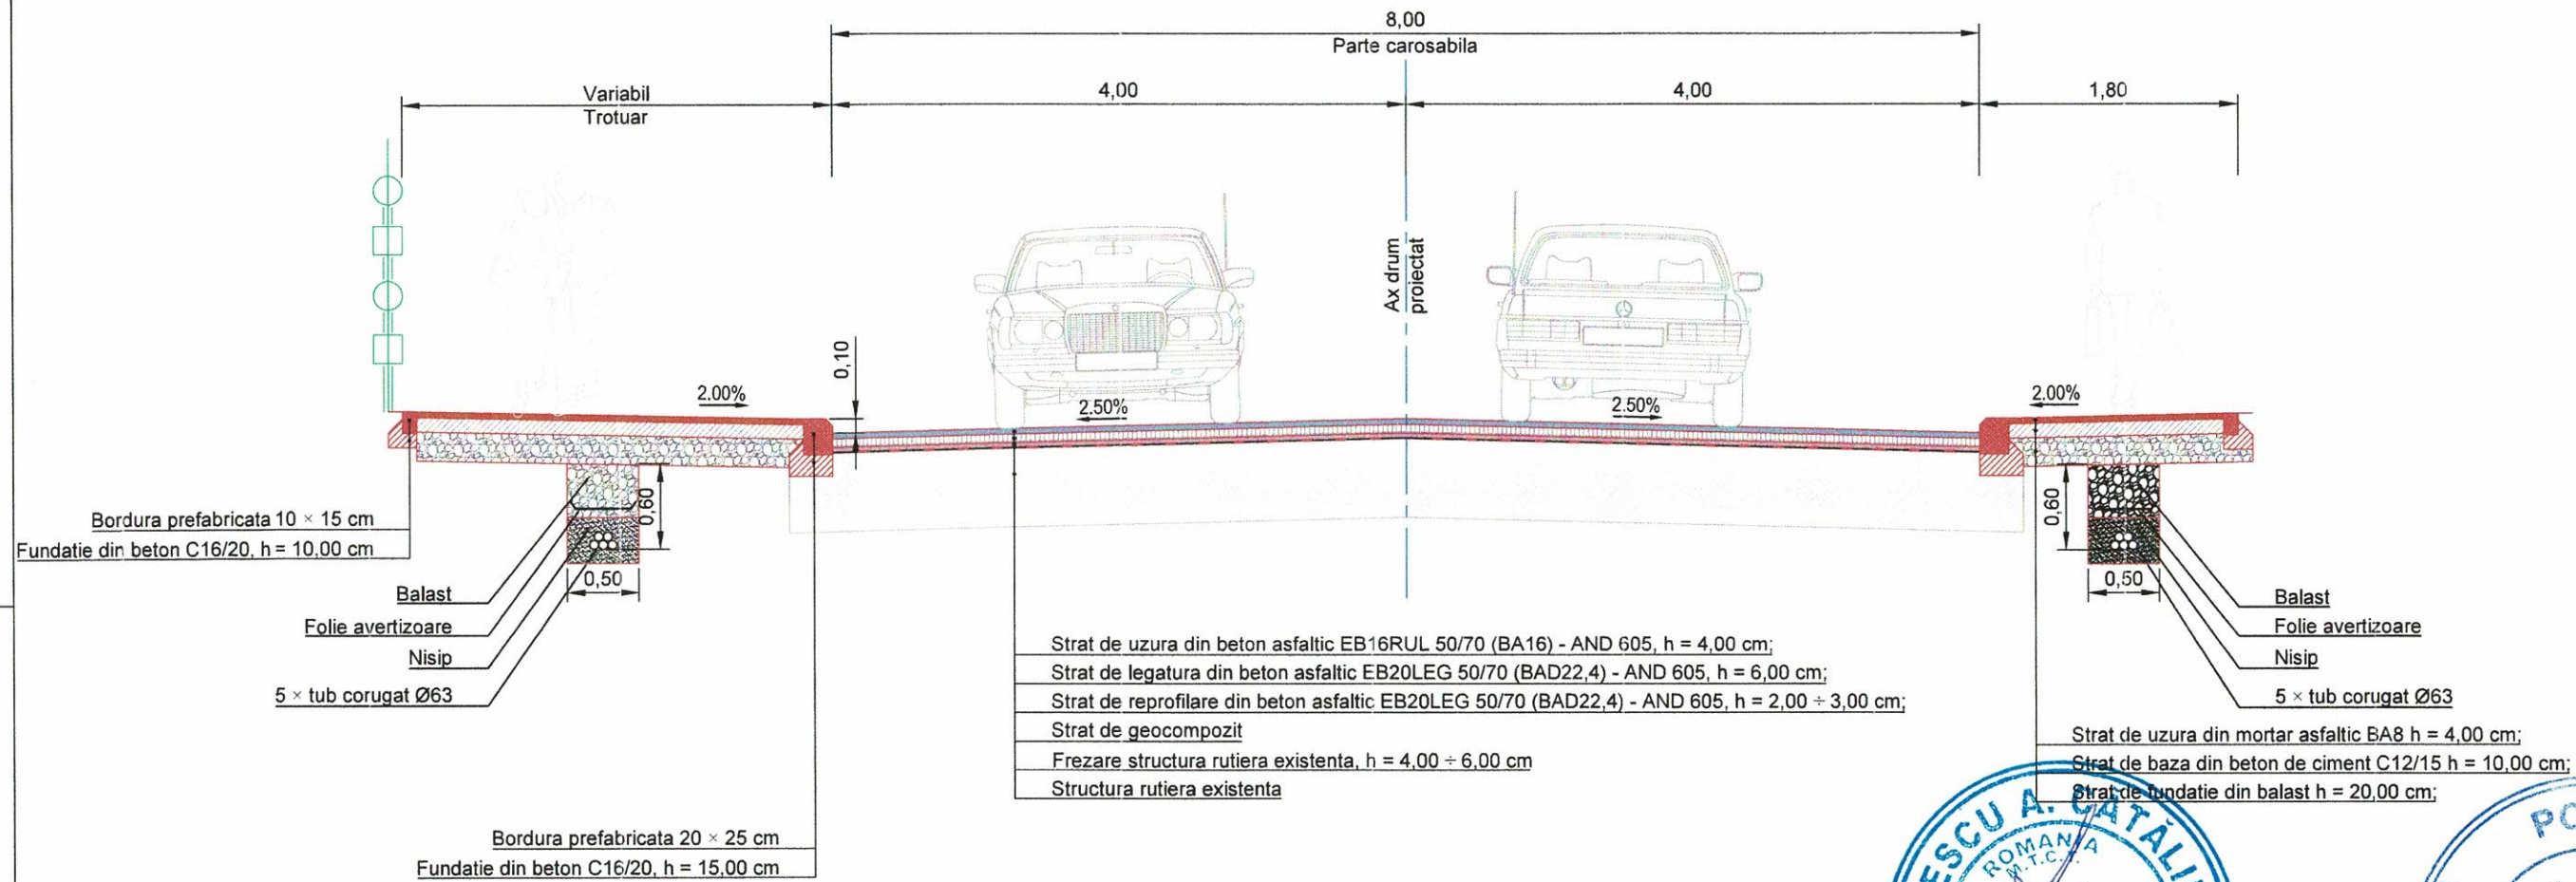 8,00
Parte carosabila
Variabil
Trotuar
4,00
4,00
1,80
Ax drum
proiectat
0,10
2.00%
2.50%
2.50%
2.00%
0,60
0,60
0,50
0,50
Bordura prefabricata 10 × 15 cm
Fundatie din beton C16/20, h = 10,00 cm
Balast
Folie avertizoare
Nisip
5 × tub corugat Ø63
Balast
Folie avertizoare
Nisip
5 × tub corugat Ø63
Strat de uzura din beton asfaltic EB16RUL 50/70 (BA16) - AND 605, h = 4,00 cm;
Strat de legatura din beton asfaltic EB20LEG 50/70 (BAD22,4) - AND 605, h = 6,00 cm;
Strat de reprofilare din beton asfaltic EB20LEG 50/70 (BAD22,4) - AND 605, h = 2,00 ÷ 3,00 cm;
Strat de geocompozit
Frezare structura rutiera existenta, h = 4,00 ÷ 6,00 cm
Structura rutiera existenta
Strat de uzura din mortar asfaltic BA8 h = 4,00 cm;
Strat de baza din beton de ciment C12/15 h = 10,00 cm;
Strat de fundatie din balast h = 20,00 cm;
Bordura prefabricata 20 × 25 cm
Fundatie din beton C16/20, h = 15,00 cm
ESCU A. CĂTĂLI
ROMANIA
M.T.C.T.
PO